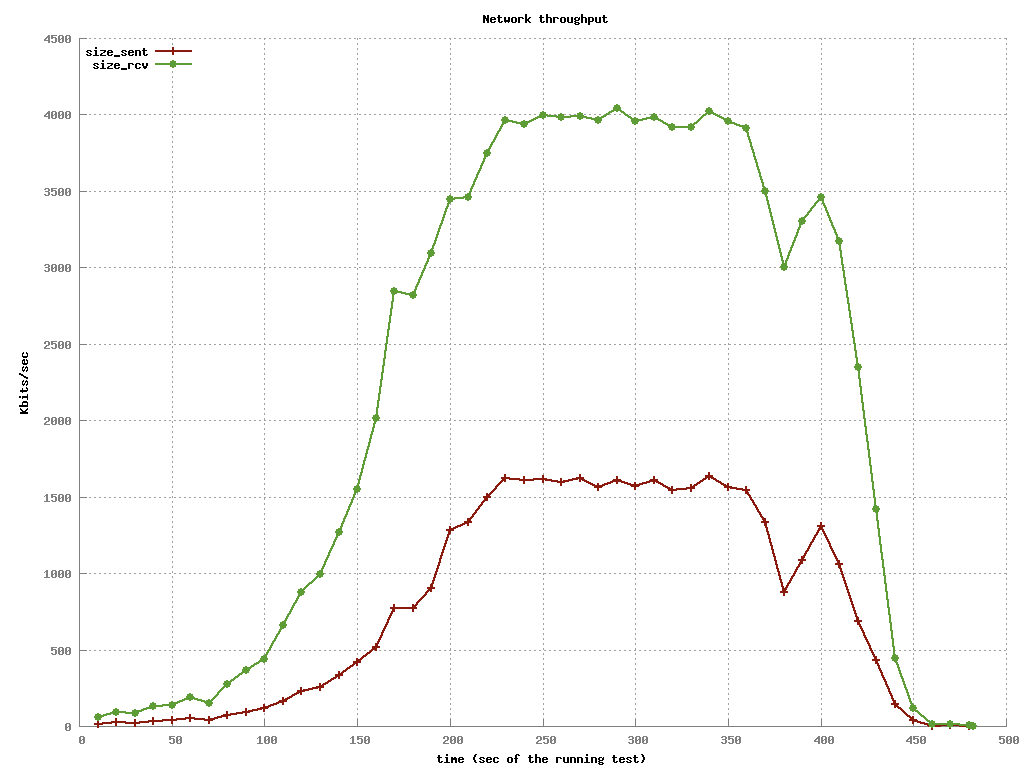 Network throughput
size_sent
size_rcv
4500
4000
3500
3000
2500
2000
1500
1000
500
0
Kbits/sec
0 50 100 150 200 250 300 350 400 450 500
time (sec of the running test)